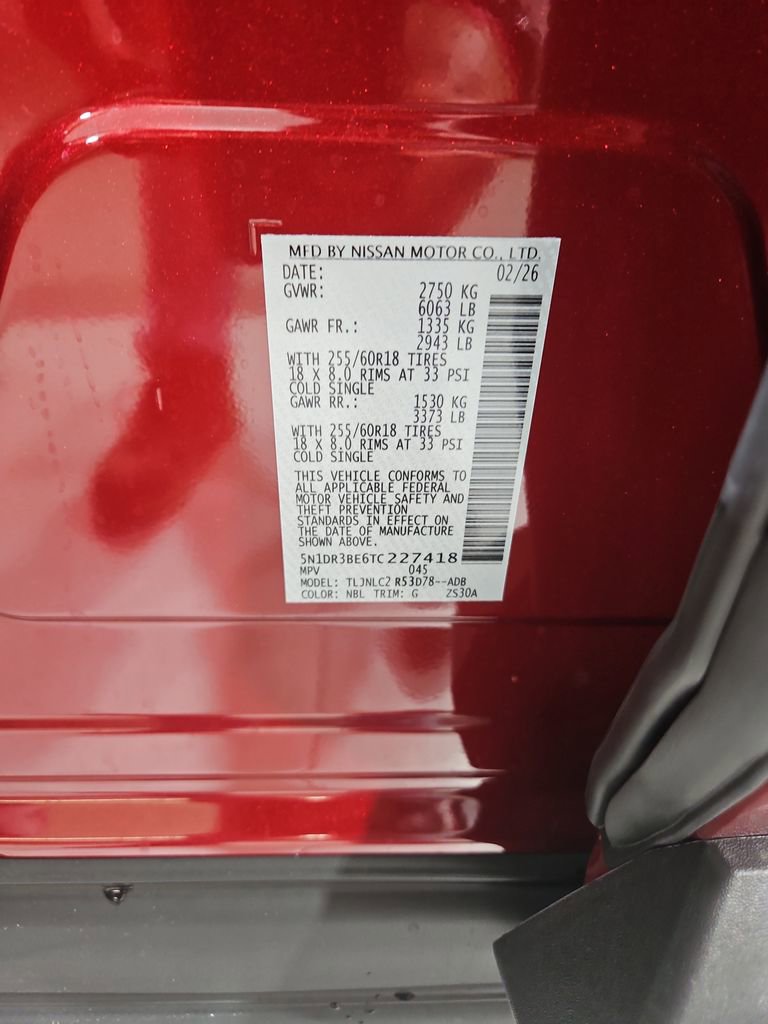 MFD BY NISSAN MOTOR CO., LTD.
DATE: 02/26
GVWR: 2750 KG
6063 LB
GAWR FR.: 1335 KG
2943 LB
WITH 255/60R18 TIRES
18 X 8.0 RIMS AT 33 PSI
COLD SINGLE
GAWR RR.: 1530 KG
3373 LB
WITH 255/60R18 TIRES
18 X 8.0 RIMS AT 33 PSI
COLD SINGLE
THIS VEHICLE CONFORMS TO
ALL APPLICABLE FEDERAL
MOTOR VEHICLE SAFETY AND
THEFT PREVENTION
STANDARDS IN EFFECT ON
THE DATE OF MANUFACTURE
SHOWN ABOVE.
5N1DR3BE6TC227418
MPV 045
MODEL: TLJNLC2 R53D78--ADB
COLOR: NBL TRIM: G ZS30A